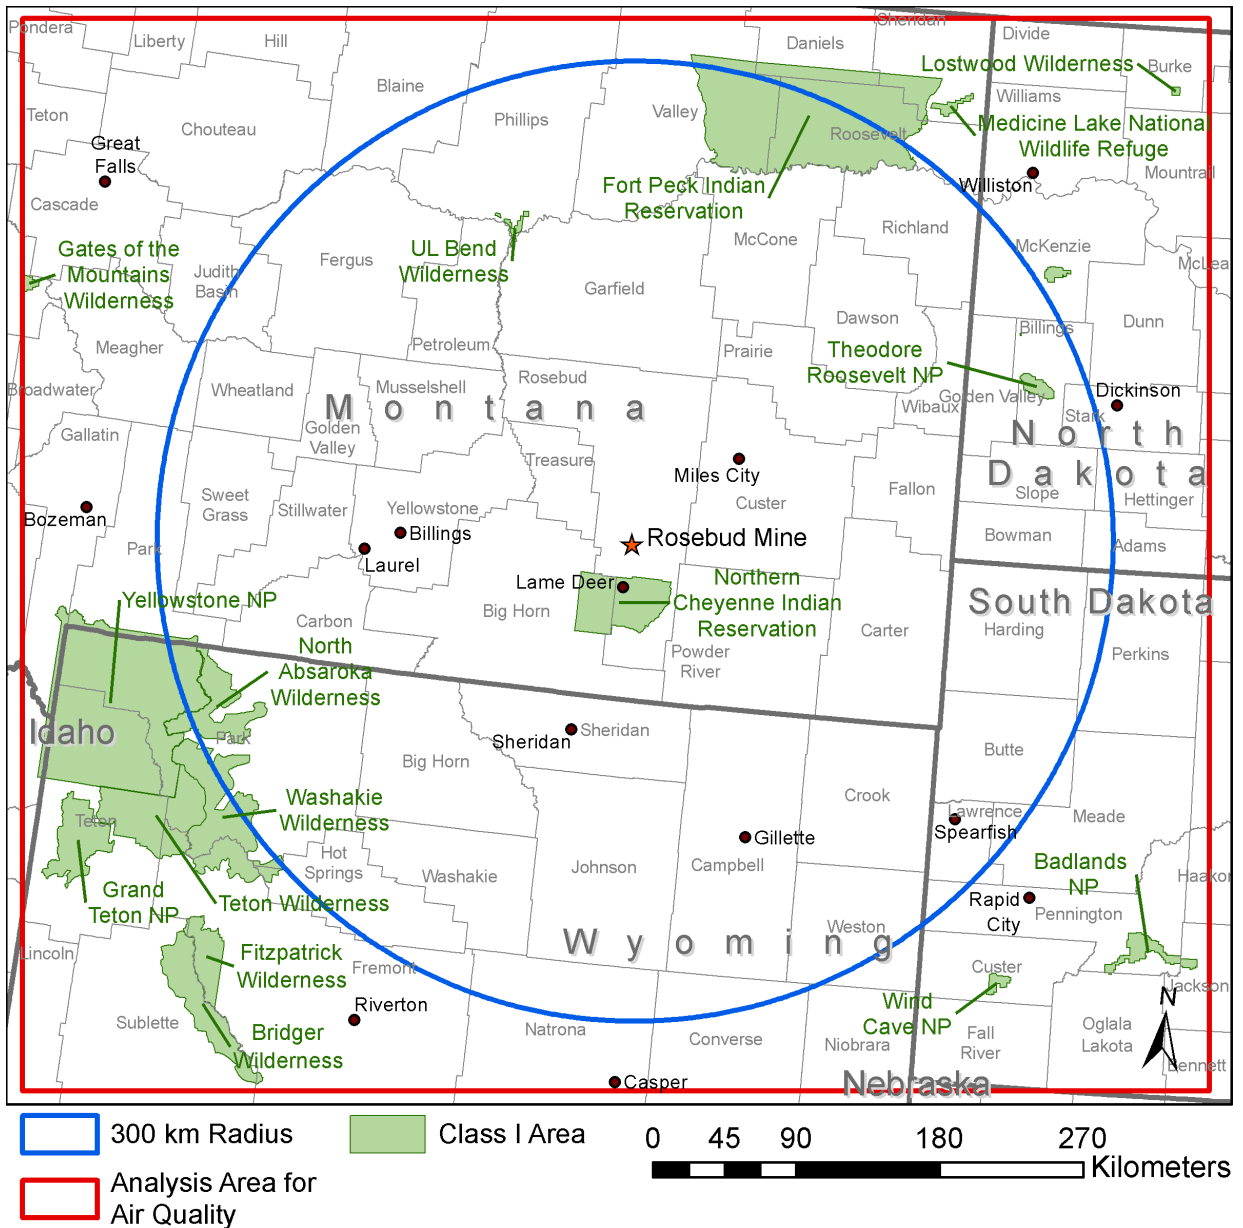 Pondera
Liberty
Hill
Sheridan
Daniels
Divide
Blaine
Lostwood Wilderness
Burke
Williams
Teton
Chouteau
Phillips
Valley
Roosevelt
Medicine Lake National
Wildlife Refuge
Great
Falls
Mountrail
Williston
Fort Peck Indian
Reservation
Cascade
Richland
McCone
Gates of the
Mountains
Wilderness
UL Bend
Wilderness
McKenzie
Fergus
Judith
Basin
Garfield
Dawson
Dunn
Billings
Meagher
Petroleum
Prairie
Theodore
Roosevelt NP
Broadwater
Wheatland
Musselshell
Rosebud
Dickinson
Golden Valley
Wibaux
Stark
Montana
Golden
Valley
North
Dakota
Gallatin
Treasure
Miles City
Sweet
Grass
Stillwater
Yellowstone
Custer
Fallon
Slope
Hettinger
Bozeman
Billings
Rosebud Mine
Bowman
Adams
Park
Laurel
Lame Deer
Northern
Cheyenne Indian
Reservation
Yellowstone NP
Carbon
Big Horn
South Dakota
Harding
Carter
Perkins
North
Absaroka
Wilderness
Powder
River
Idaho
Park
Sheridan
Sheridan
Butte
Big Horn
Washakie
Wilderness
Crook
Lawrence
Spearfish
Meade
Teton
Gillette
Campbell
Johnson
Hot
Springs
Washakie
Badlands
NP
Haakon
Grand
Teton NP
Teton Wilderness
Rapid
City
Pennington
Weston
Wyoming
Lincoln
Fitzpatrick
Wilderness
Fremont
Custer
Jackson
Riverton
Wind
Cave NP
N
Sublette
Bridger
Wilderness
Natrona
Converse
Niobrara
Fall
River
Oglala
Lakota
Bennett
Casper
Nebraska
300 km Radius
Class I Area
0 45 90 180 270
Kilometers
Analysis Area for
Air Quality